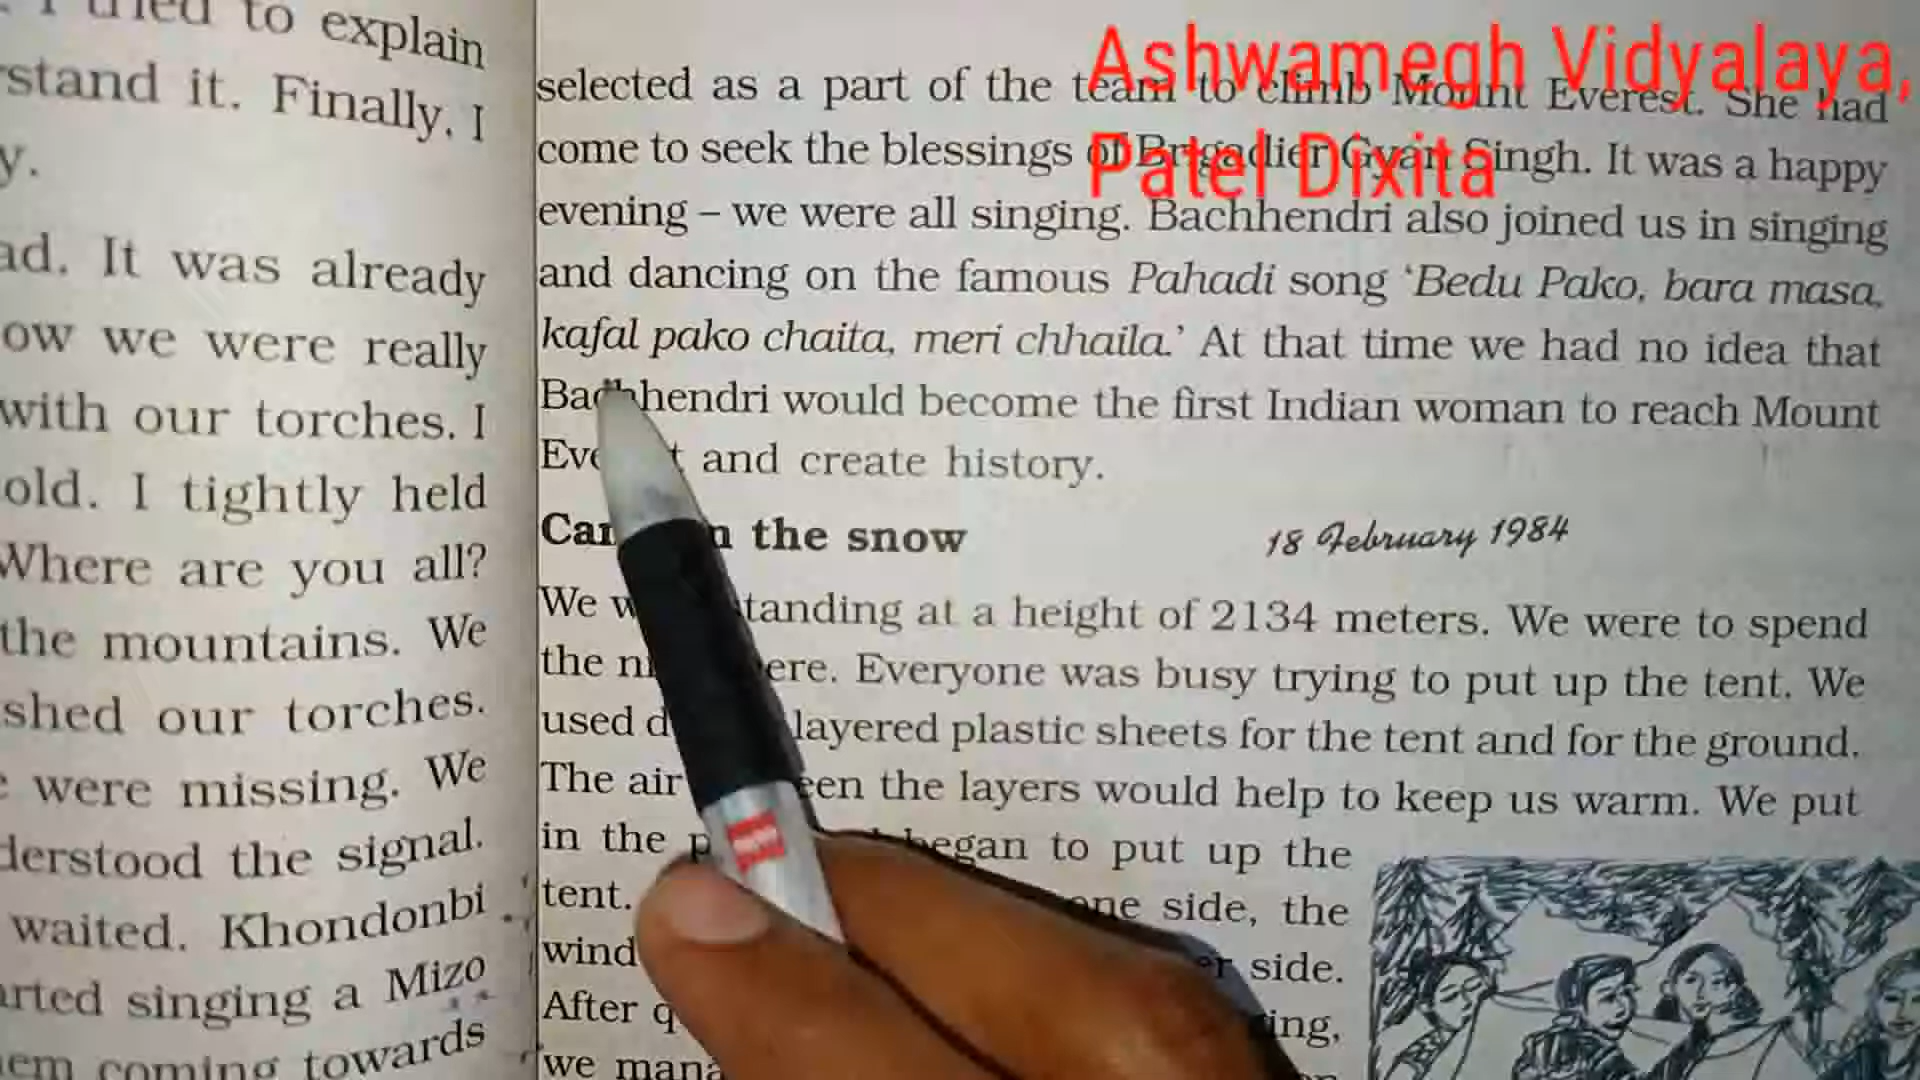 I tried to explain
stand it. Finally, I
y.
ad. It was already
ow we were really
with our torches. I
old. I tightly held
Where are you all?
the mountains. We
shed our torches.
e were missing. We
derstood the signal.
waited. Khondonbi
arted singing a Mizo
em coming towards
Ashwamegh Vidyalaya,
Patel Dixita
selected as a part of the team to climb Mount Everest. She had
come to seek the blessings of Brigadier Gyan Singh. It was a happy
evening – we were all singing. Bachhendri also joined us in singing
and dancing on the famous Pahadi song ‘Bedu Pako, bara masa,
kafal pako chaita, meri chhaila.’ At that time we had no idea that
Bachhendri would become the first Indian woman to reach Mount
and create history.
the snow
18 February 1984
We tanding at a height of 2134 meters. We were to spend
the ere. Everyone was busy trying to put up the tent. We
used layered plastic sheets for the tent and for the ground.
The air een the layers would help to keep us warm. We put
in the began to put up the
tent. one side, the
wind side.
After ing,
we